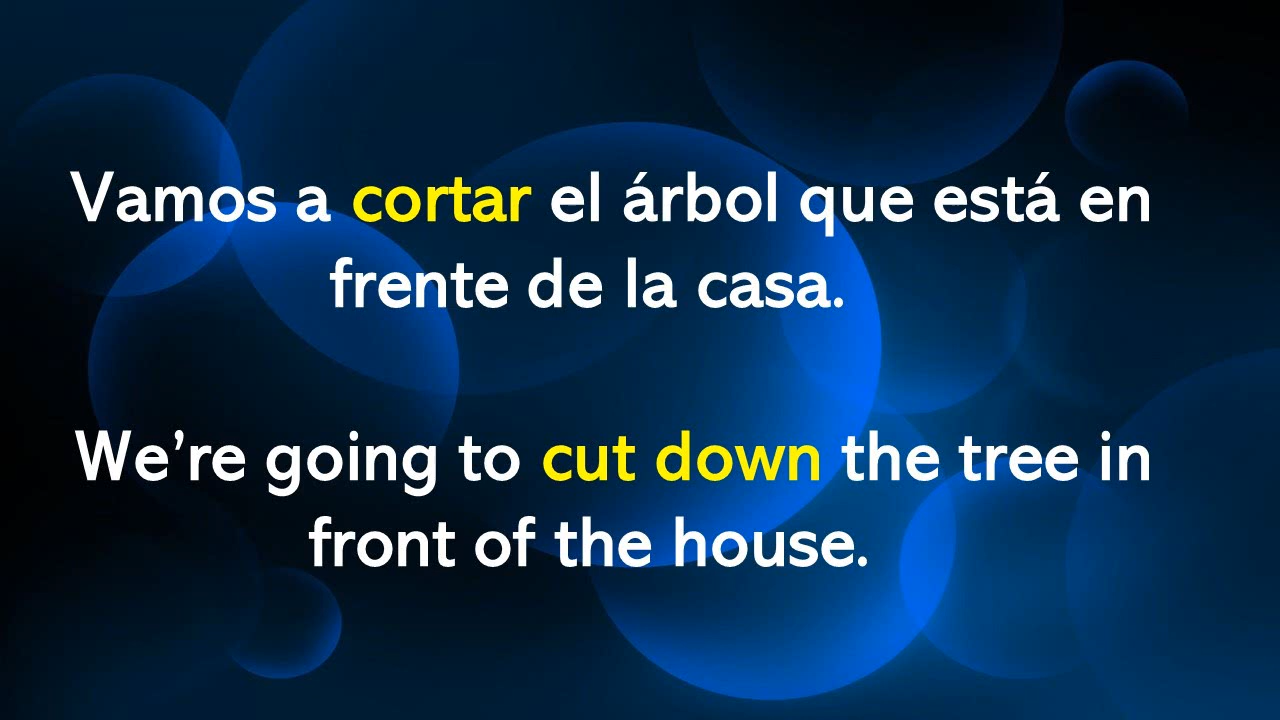 Vamos a cortar el árbol que está en
frente de la casa.
We’re going to cut down the tree in
front of the house.